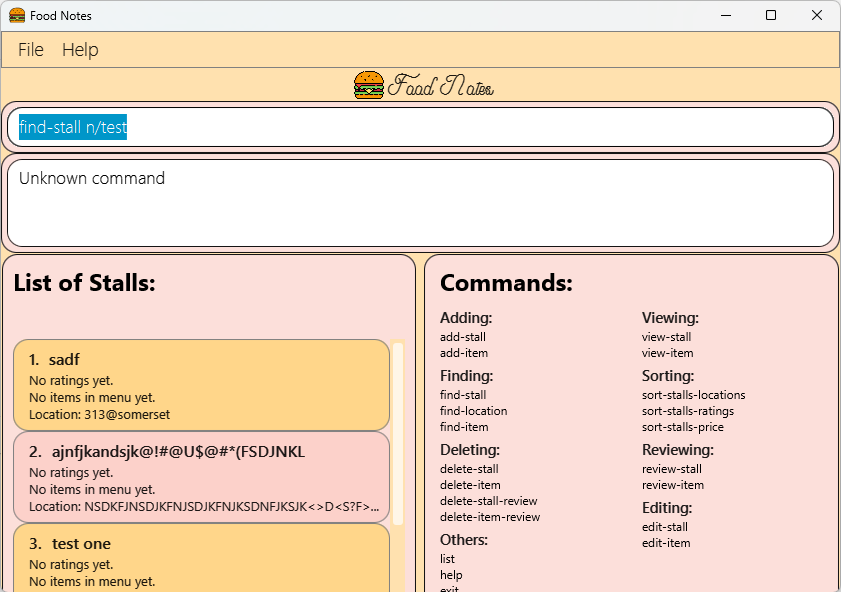 Food Notes
File Help
Food Notes
find-stall n/test
Unknown command
List of Stalls:
1. sadf
No ratings yet.
No items in menu yet.
Location: 313@somerset
2. ajnfjkandsjk@!#@U$@#*(FSDJNKL
No ratings yet.
No items in menu yet.
Location: NSDKFJNSDJKFNJSDJKFNJKSDNFJKSJK<>D<S?F>...
3. test one
No ratings yet.
No items in menu yet.
Commands:
Adding:
add-stall
add-item
Finding:
find-stall
find-location
find-item
Deleting:
delete-stall
delete-item
delete-stall-review
delete-item-review
Others:
list
help
exit
Viewing:
view-stall
view-item
Sorting:
sort-stalls-locations
sort-stalls-ratings
sort-stalls-price
Reviewing:
review-stall
review-item
Editing:
edit-stall
edit-item